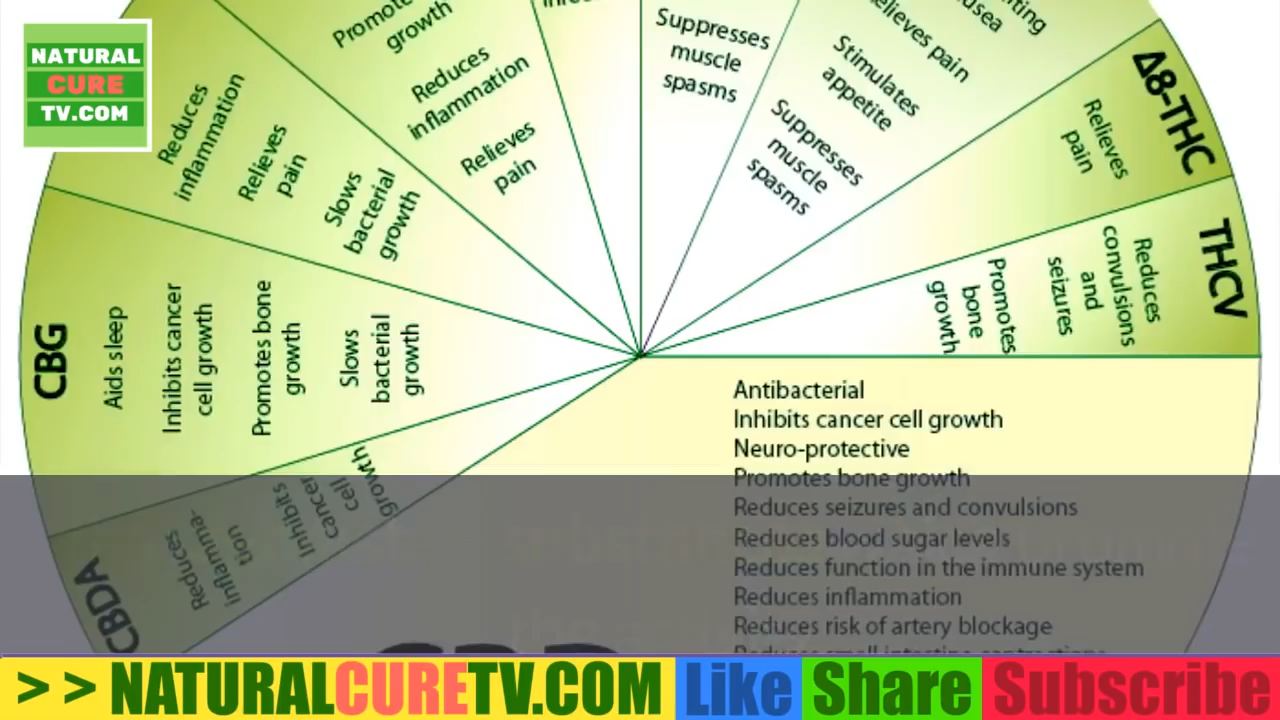 NATURAL
CURE
TV.COM
Reduces
inflammation
Relieves
pain
Slows
bacterial
growth
growth
Reduces
inflammation
Relieves
pain
Suppresses
muscle
spasms
Relieves pain
Stimulates
appetite
Suppresses
muscle
spasms
Δ8-THC
Relieves
pain
THCV
Reduces
convulsions
and
seizures
Promotes
bone
growth
CBG
Aids sleep
Inhibits cancer
cell growth
Promotes bone
growth
Slows
bacterial
growth
CBDA
Reduces
inflamma-
tion
Inhibits
cancer
cell
growth
Antibacterial
Inhibits cancer cell growth
Neuro-protective
Promotes bone growth
Reduces seizures and convulsions
Reduces blood sugar levels
Reduces function in the immune system
Reduces inflammation
Reduces risk of artery blockage
Reduces small intestine contractions
> > NATURALCURETV.COM Like Share Subscribe